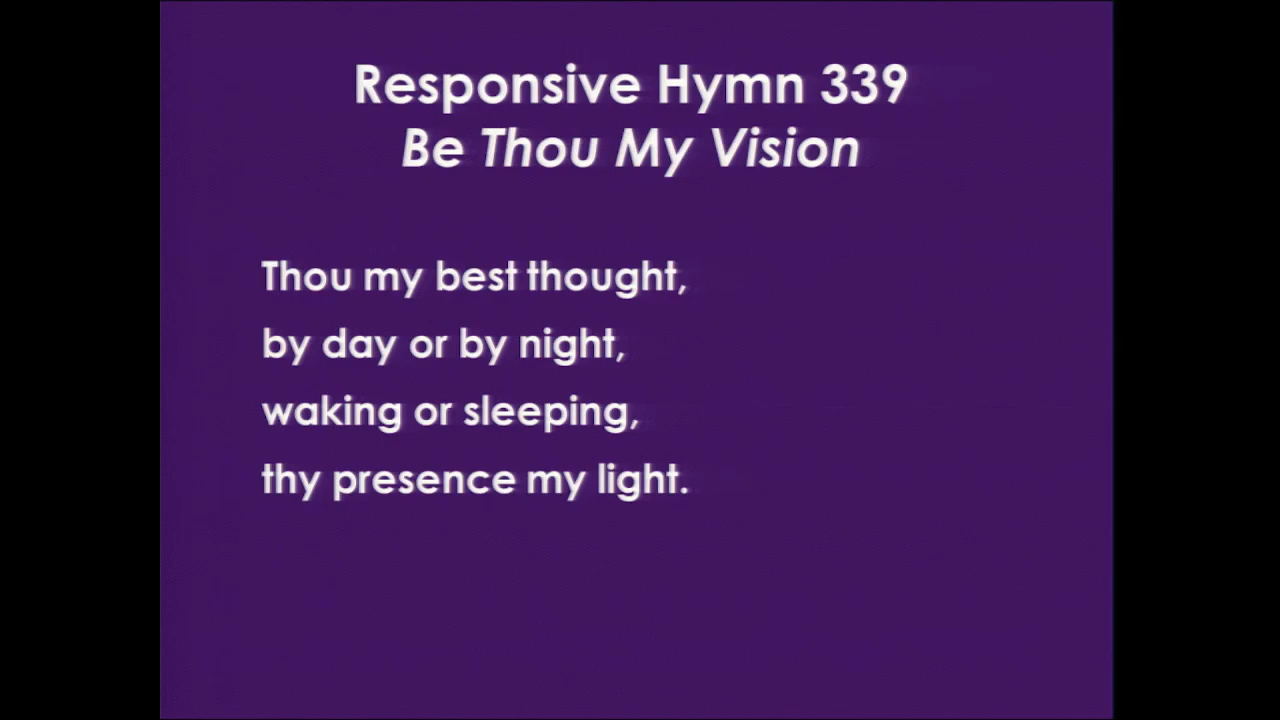 Responsive Hymn 339
Be Thou My Vision
Thou my best thought,
by day or by night,
waking or sleeping,
thy presence my light.